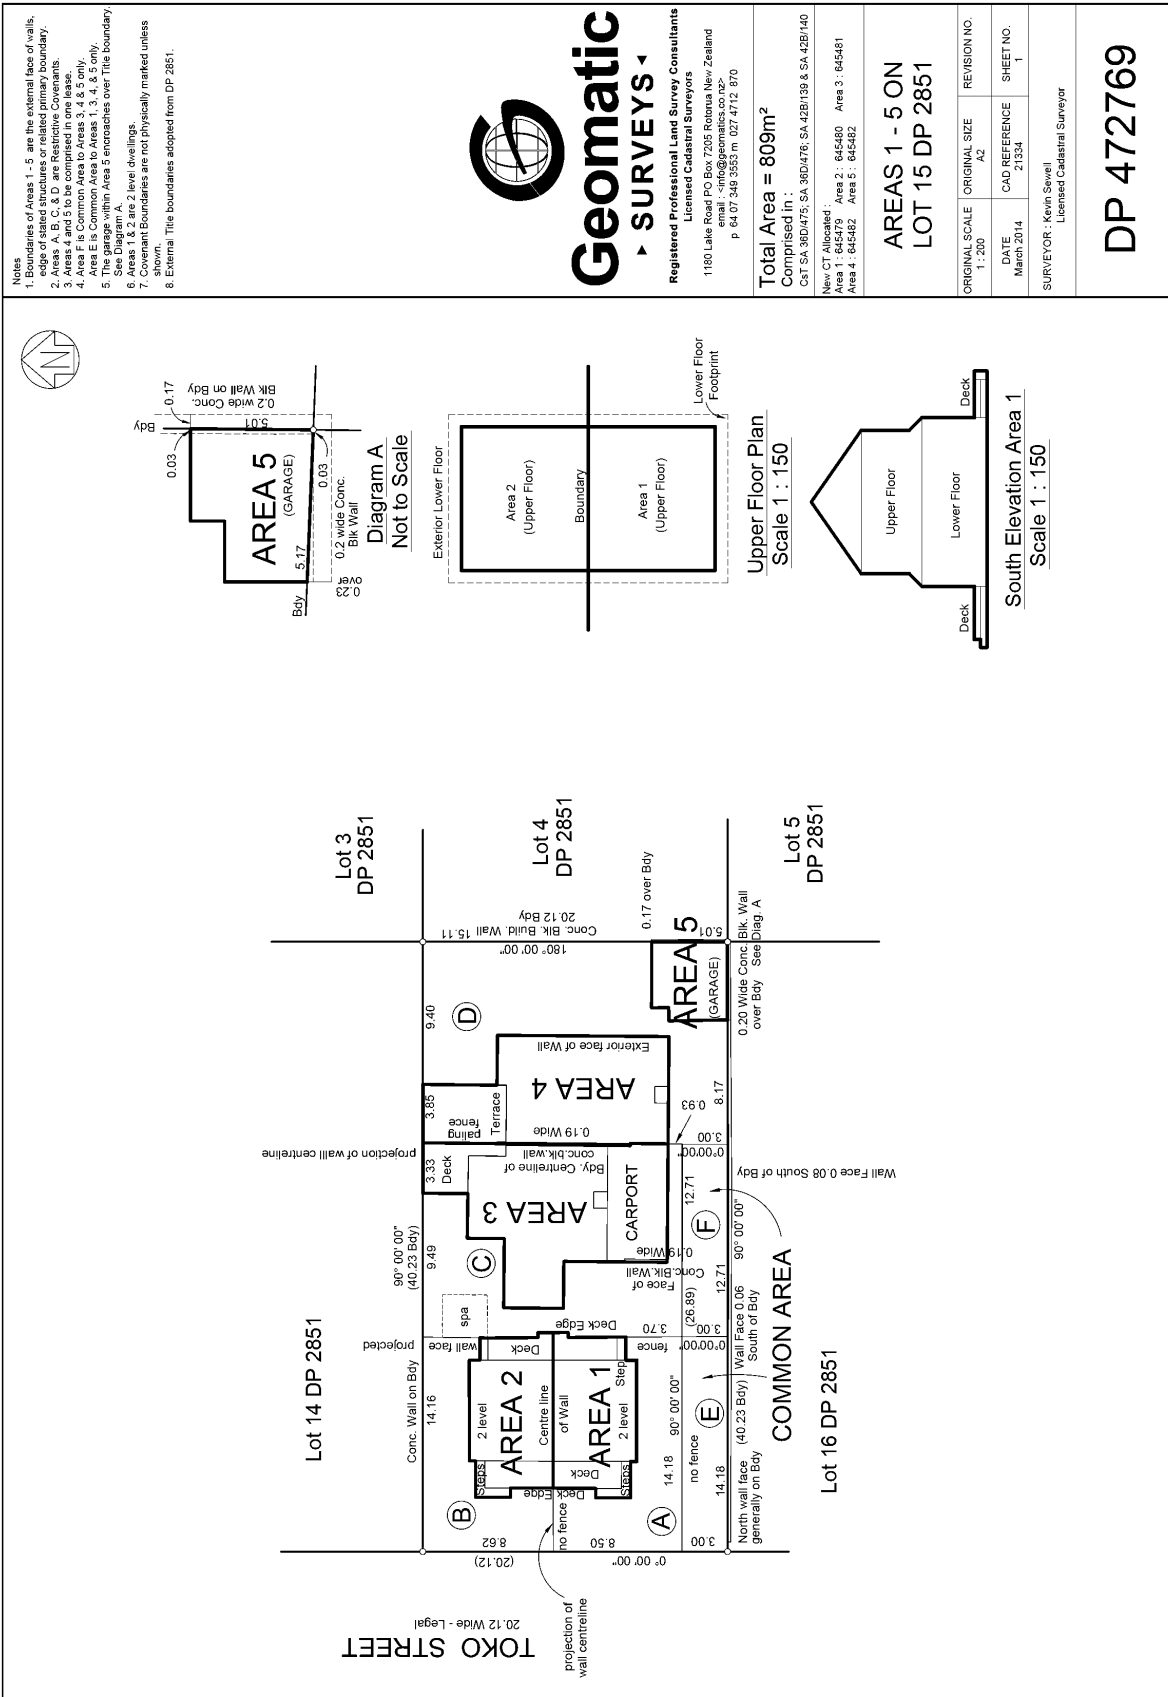 Notes
1. Boundaries of Areas 1 - 5 are the external face of walls,
edge of stated structures or related primary boundary.
2. Areas A, B, C, & D are Restrictive Covenants.
3. Areas 4 and 5 to be comprised in one lease.
4. Area F is Common Area to Areas 3, 4 & 5 only.
Area E is Common Area to Areas 1, 3, 4, & 5 only.
5. The garage within Area 5 encroaches over Title boundary.
See Diagram A.
6. Areas 1 & 2 are 2 level dwellings.
7. Covenant Boundaries are not physically marked unless
shown.
8. External Title boundaries adopted from DP 2851.
Geomatic
SURVEYS
Registered Professional Land Survey Consultants
Licensed Cadastral Surveyors
1180 Lake Road PO Box 7205 Rotorua New Zealand
email : <info@geomatics.co.nz>
p 64 07 349 3553 m 027 4712 870
Total Area = 809m²
Comprised in :
CsT SA 36D/475; SA 36D/476; SA 42B/139 & SA 42B/140
New CT Allocated :
Area 1 : 645479 Area 2 : 645480 Area 3 : 645481
Area 4 : 645482 Area 5 : 645482
AREAS 1 - 5 ON
LOT 15 DP 2851
ORIGINAL SCALE
1 : 200
ORIGINAL SIZE
A2
REVISION NO.
DATE
March 2014
CAD REFERENCE
21334
SHEET NO.
1
SURVEYOR : Kevin Sewell
Licensed Cadastral Surveyor
DP 472769
N
Bdy
0.17
0.2 wide Conc.
Blk Wall on Bdy
0.03
5.01
AREA 5
(GARAGE)
0.03
5.17
Bdy
0.23
over
0.2 wide Conc.
Blk Wall
Diagram A
Not to Scale
Exterior Lower Floor
Area 2
(Upper Floor)
Boundary
Area 1
(Upper Floor)
Lower Floor
Footprint
Upper Floor Plan
Scale 1 : 150
Upper Floor
Lower Floor
Deck
Deck
South Elevation Area 1
Scale 1 : 150
Lot 3
DP 2851
Lot 4
DP 2851
Lot 5
DP 2851
Lot 14 DP 2851
Lot 16 DP 2851
20.12 Bdy
Conc. Blk. Build. Wall 15.11
180° 00' 00"
0.17 over Bdy
5.01
AREA 5
(GARAGE)
0.20 Wide Conc. Blk. Wall
over Bdy See Diag. A
9.40
D
Exterior face of Wall
AREA 4
3.85
paling
fence
Terrace
0.19 Wide
conc.blk.wall
Bdy. Centreline of
projection of walll centreline
0.93
8.17
3.00
0°00'00"
3.33
Deck
AREA 3
CARPORT
0.19 Wide
Conc.Blk.Wall
Face of
12.71
F
Wall Face 0.08 South of Bdy
90° 00' 00"
12.71
90° 00' 00"
(40.23 Bdy)
9.49
C
spa
(26.89)
3.70
3.00
0°00'00"
Wall Face 0.06
South of Bdy
COMMON AREA
projected
wall face
Deck Edge
fence
Conc. Wall on Bdy
14.16
Deck
2 level
AREA 2
Centre line
of Wall
AREA 1
2 level
Step
Deck
Steps
Steps
Deck Edge
90° 00' 00"
14.18
E
no fence
(40.23 Bdy)
14.18
North wall face
generally on Bdy
B
A
8.62
(20.12)
no fence
8.50
0° 00' 00"
3.00
projection of
wall centreline
20.12 Wide - Legal
TOKO STREET